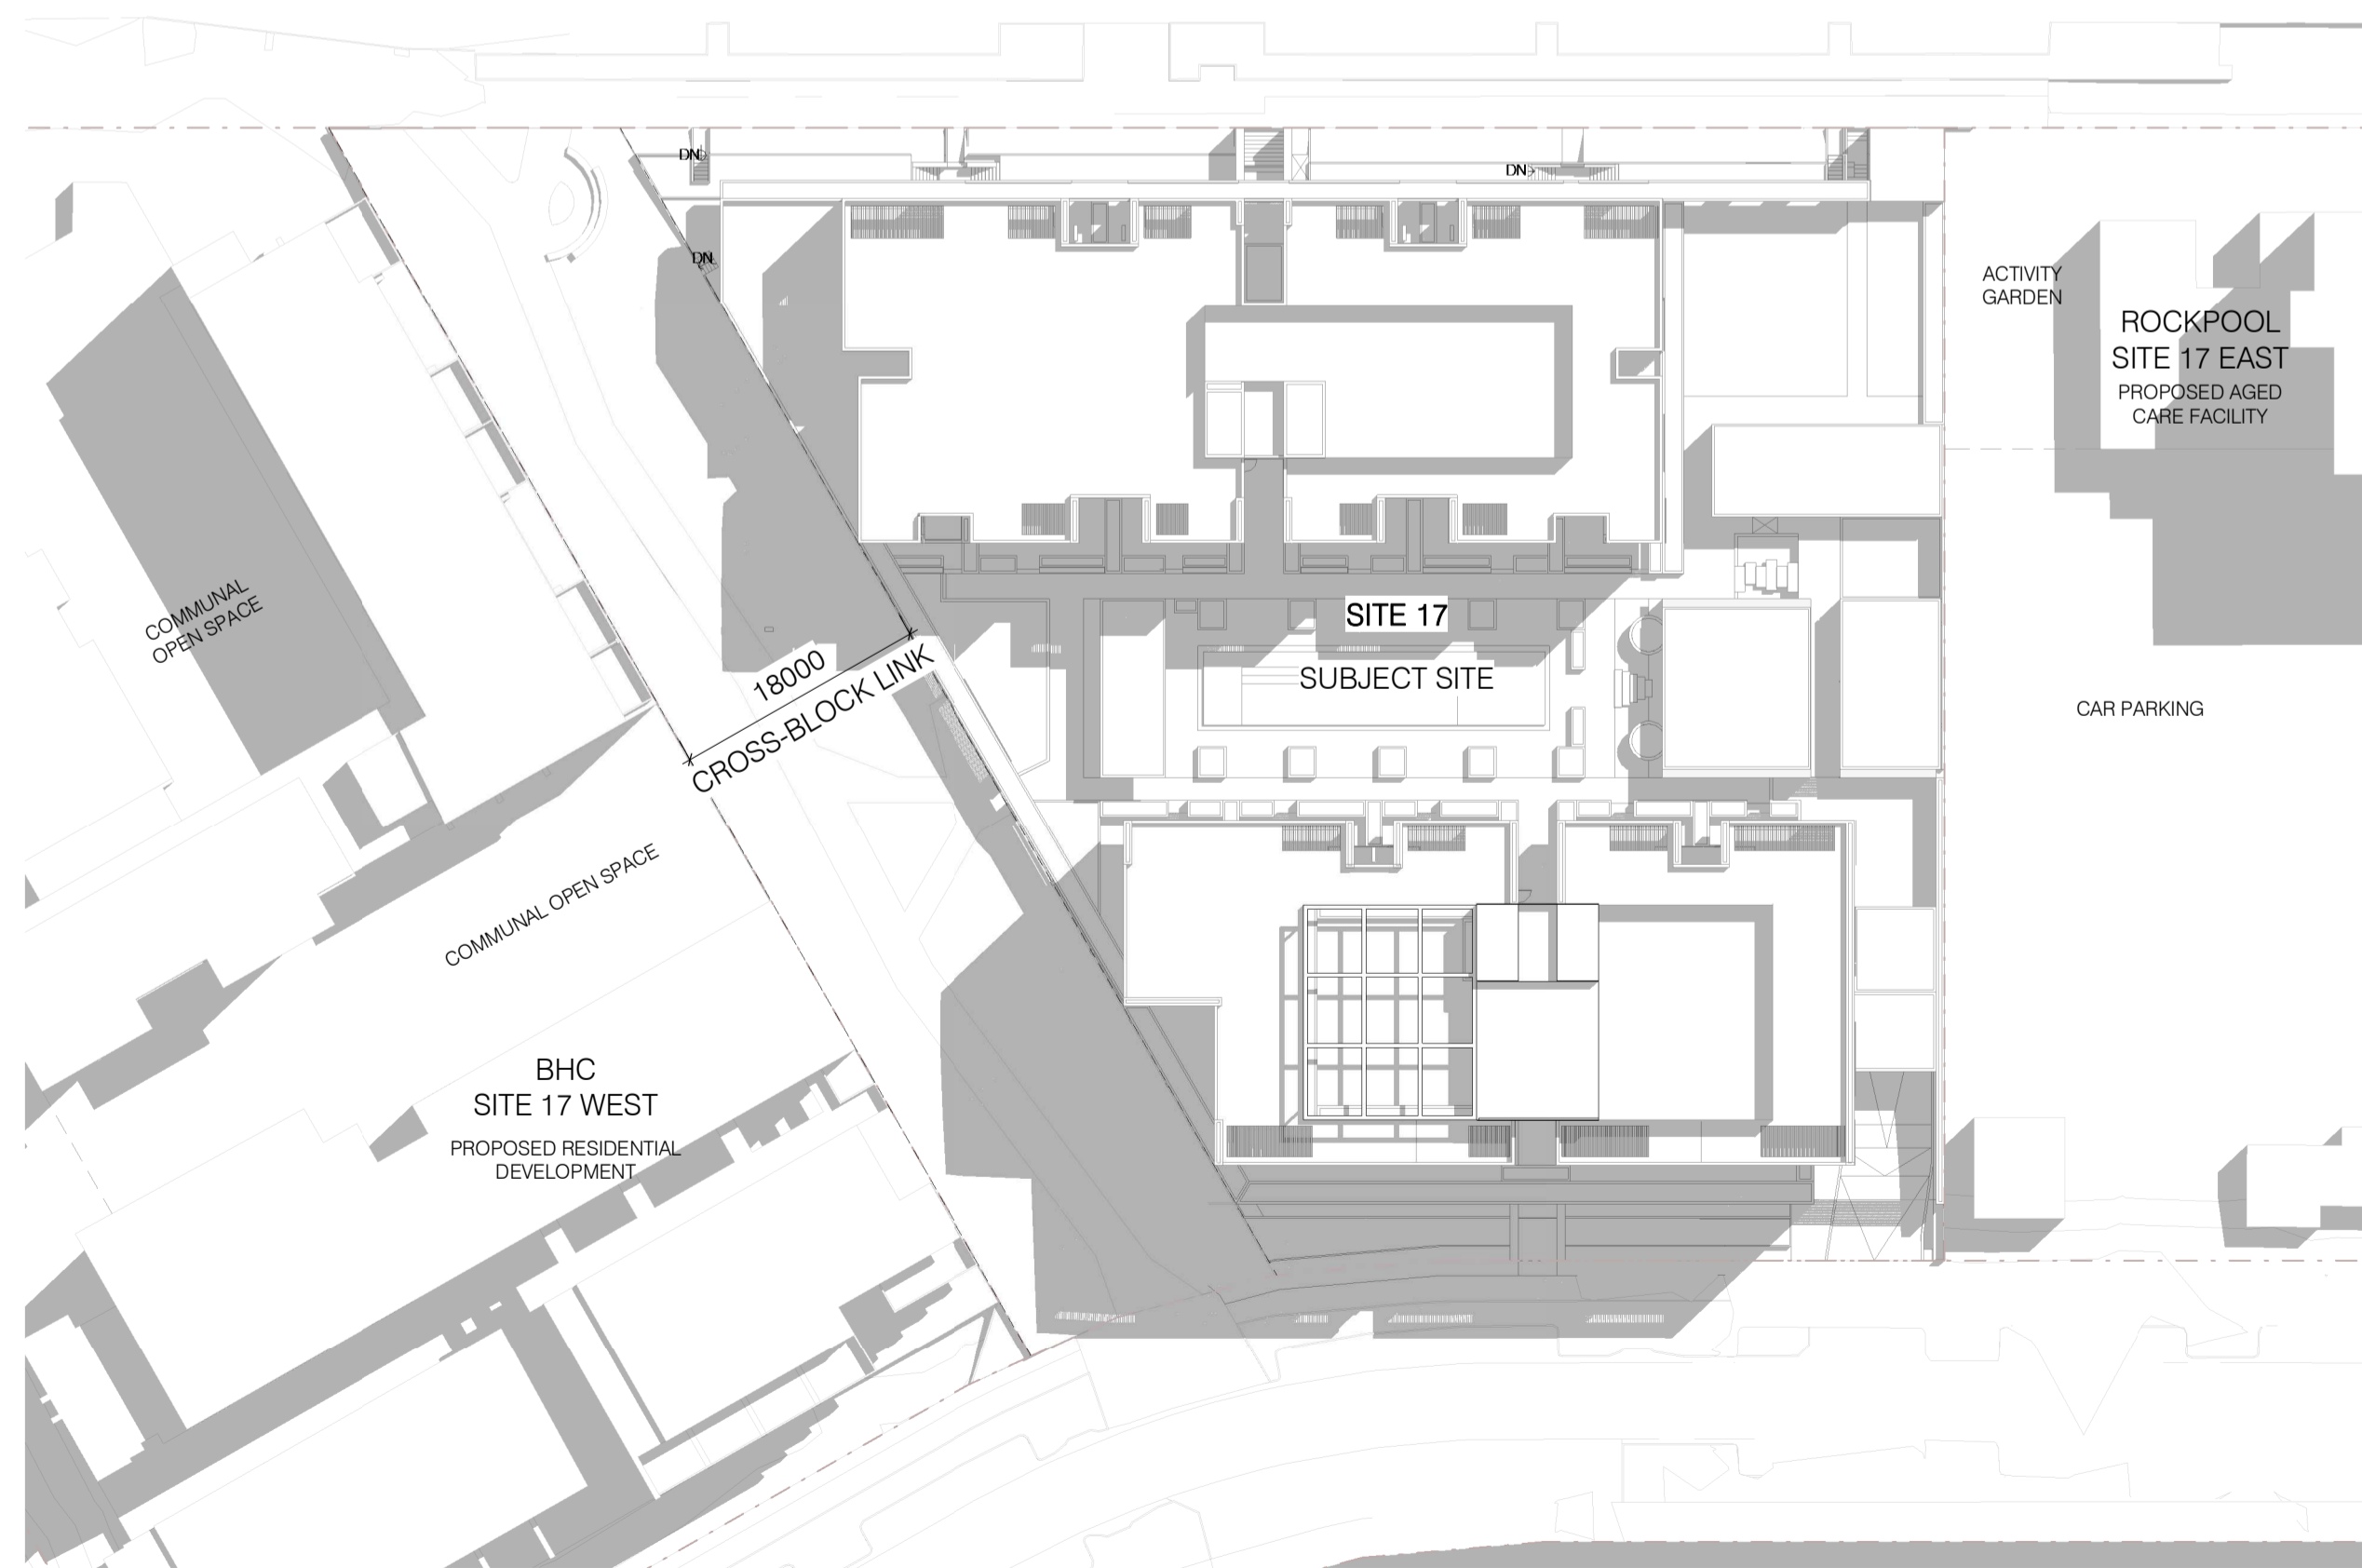 DN
DN
DN
ACTIVITY
GARDEN
ROCKPOOL
SITE 17 EAST
PROPOSED AGED
CARE FACILITY
COMMUNAL
OPEN SPACE
SITE 17
SUBJECT SITE
18000
CROSS-BLOCK LINK
CAR PARKING
COMMUNAL OPEN SPACE
BHC
SITE 17 WEST
PROPOSED RESIDENTIAL
DEVELOPMENT